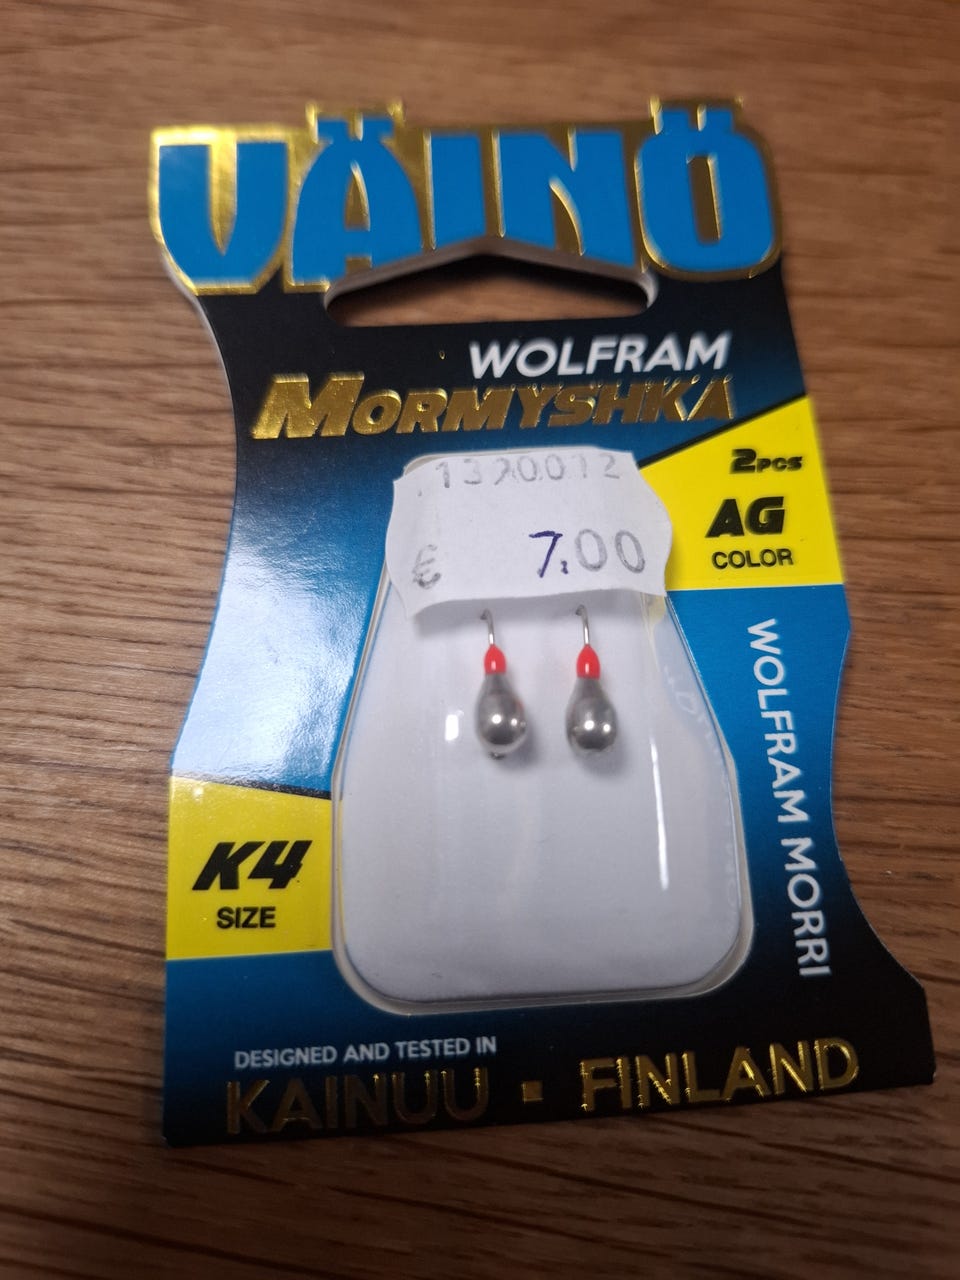 VÄINÖ
WOLFRAM
MORMYSHKA
2PCS
AG
COLOR
€ 7.00
WOLFRAM MORRI
K4
SIZE
DESIGNED AND TESTED IN
KAINUU ▪ FINLAND